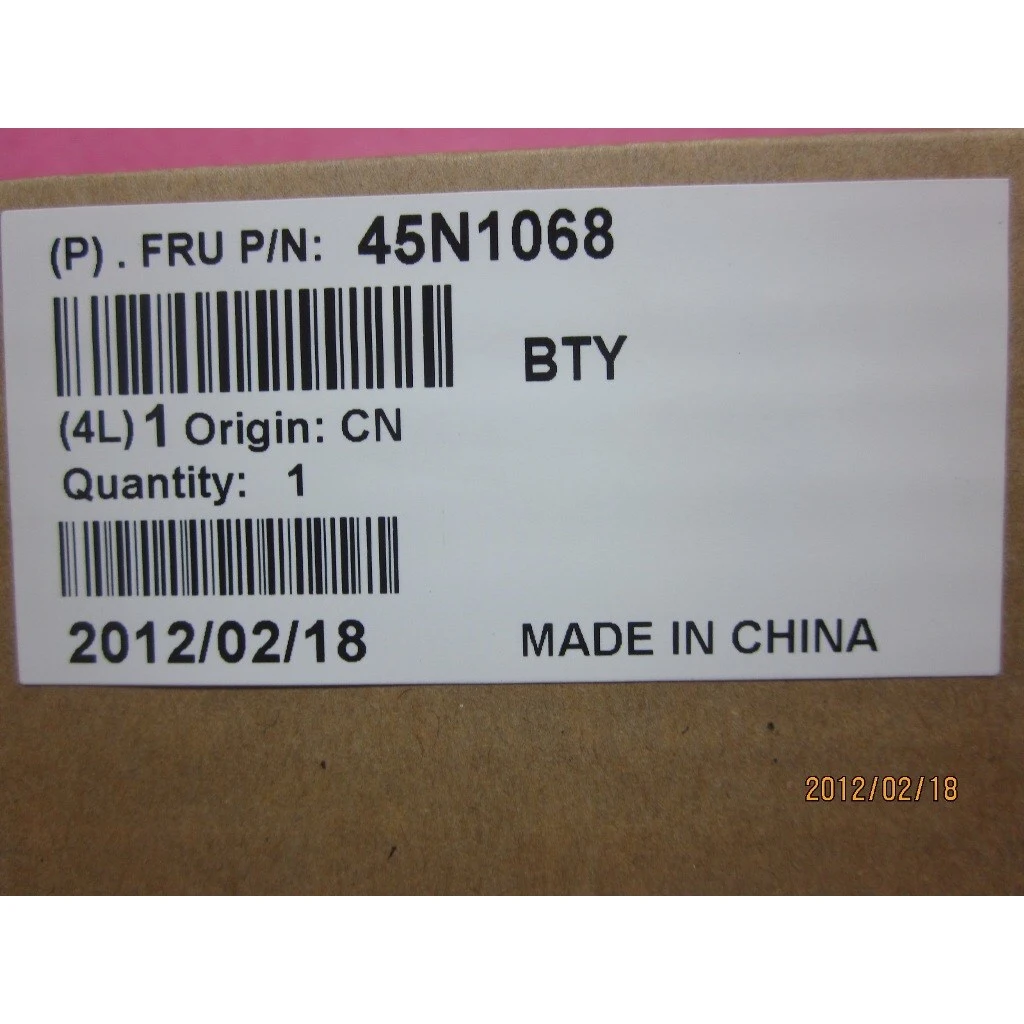 (P) . FRU P/N: 45N1068
BTY
(4L) 1 Origin: CN
Quantity: 1
2012/02/18
MADE IN CHINA
2012/02/18